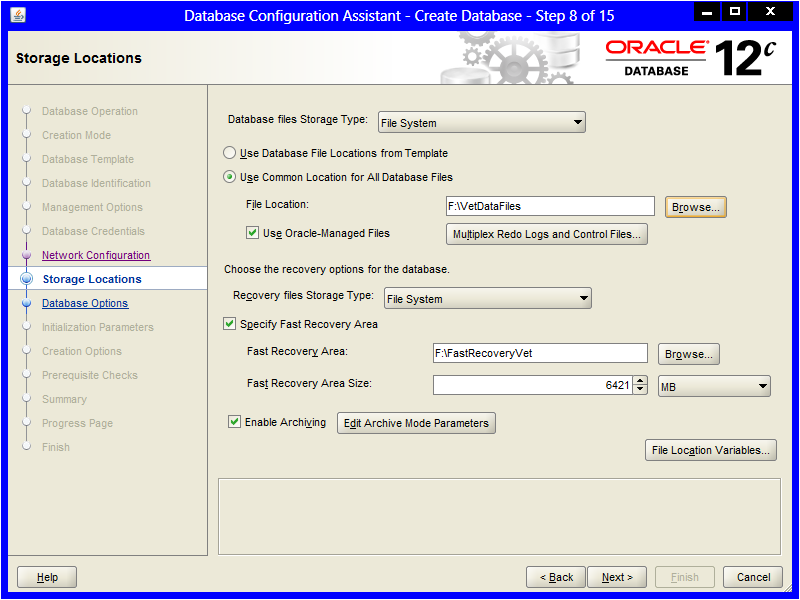 Database Configuration Assistant - Create Database - Step 8 of 15
Storage Locations
ORACLE®
DATABASE
12c
Database Operation
Creation Mode
Database Template
Database Identification
Management Options
Database Credentials
Network Configuration
Storage Locations
Database Options
Initialization Parameters
Creation Options
Prerequisite Checks
Summary
Progress Page
Finish
Database files Storage Type: File System
Use Database File Locations from Template
Use Common Location for All Database Files
File Location: F:\VetDataFiles Browse...
Use Oracle-Managed Files Multiplex Redo Logs and Control Files...
Choose the recovery options for the database.
Recovery files Storage Type: File System
Specify Fast Recovery Area
Fast Recovery Area: F:\FastRecoveryVet Browse...
Fast Recovery Area Size: 6421 MB
Enable Archiving Edit Archive Mode Parameters
File Location Variables...
Help < Back Next > Finish Cancel